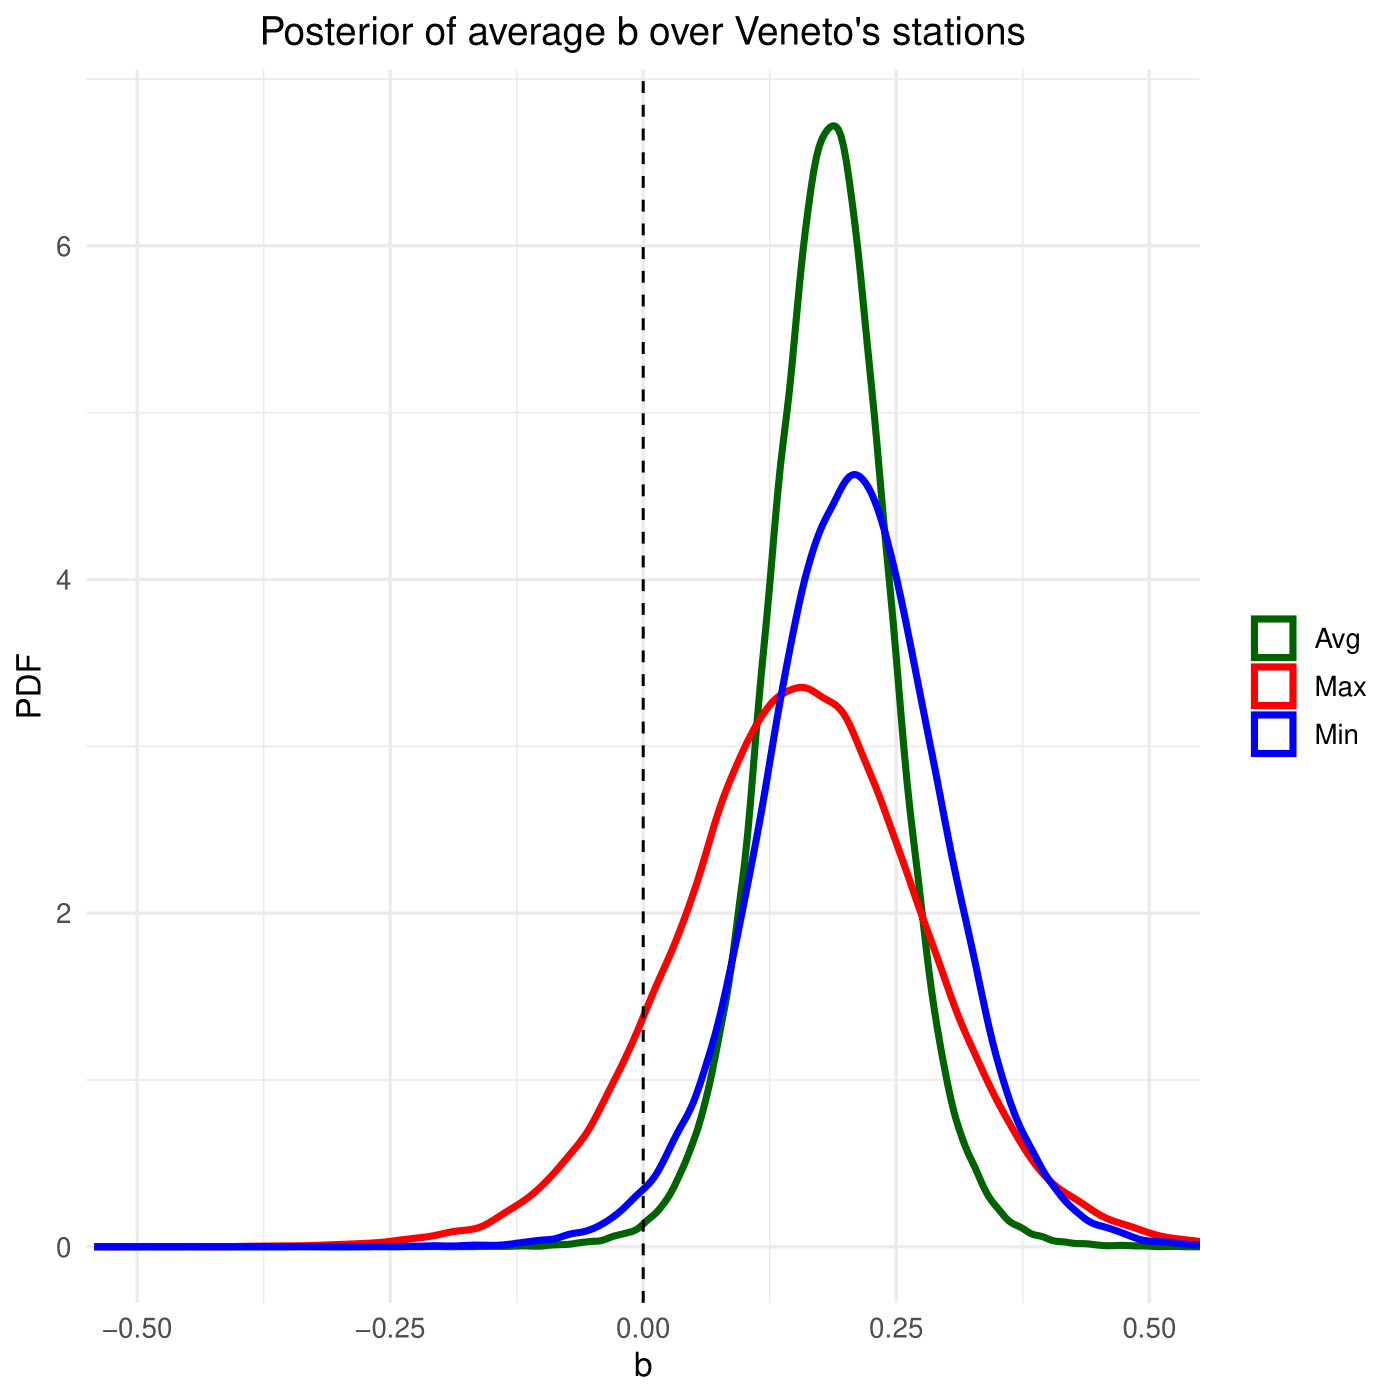 Posterior of average b over Veneto's stations
PDF
6
4
2
0
−0.50 −0.25 0.00 0.25 0.50
b
Avg
Max
Min